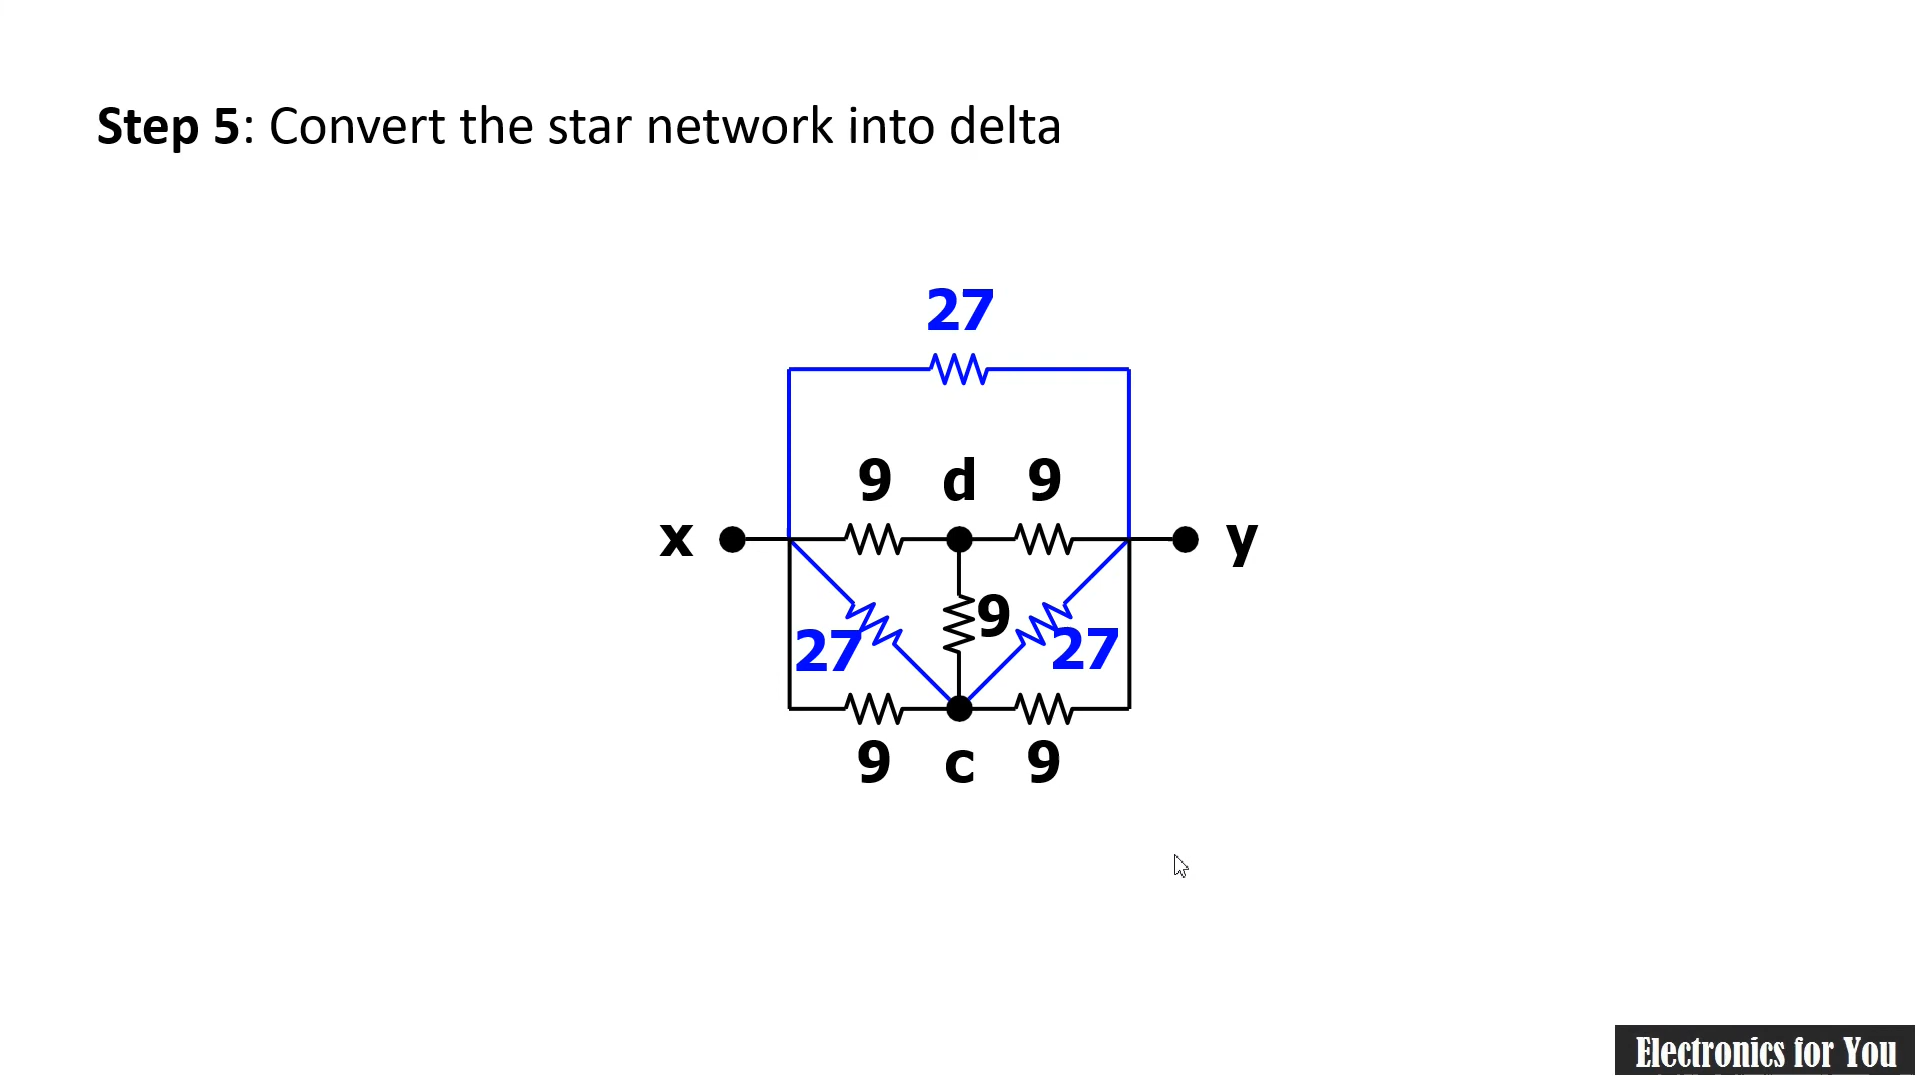 Step 5: Convert the star network into delta
27
9 d 9
x y
9
27 27
9 c 9
Electronics for You